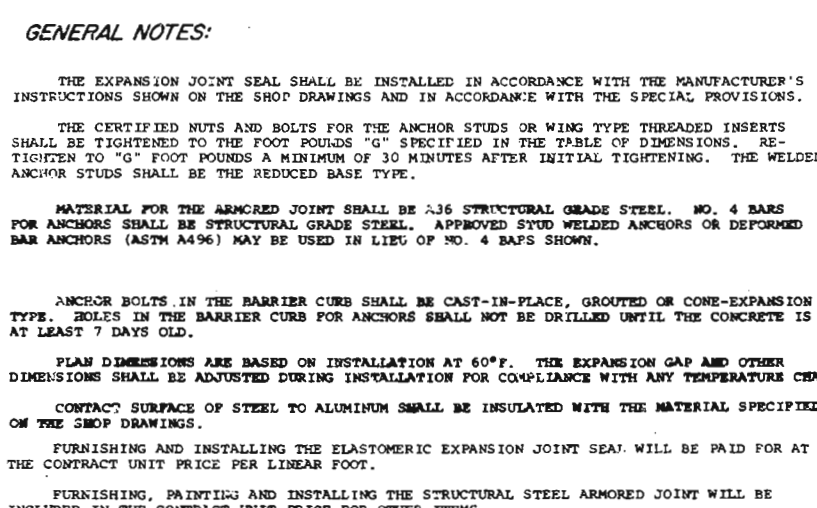 GENERAL NOTES:
THE EXPANSION JOINT SEAL SHALL BE INSTALLED IN ACCORDANCE WITH THE MANUFACTURER'S
INSTRUCTIONS SHOWN ON THE SHOP DRAWINGS AND IN ACCORDANCE WITH THE SPECIAL PROVISIONS.
THE CERTIFIED NUTS AND BOLTS FOR THE ANCHOR STUDS OR WING TYPE THREADED INSERTS
SHALL BE TIGHTENED TO THE FOOT POUNDS "G" SPECIFIED IN THE TABLE OF DIMENSIONS. RE-
TIGHTEN TO "G" FOOT POUNDS A MINIMUM OF 30 MINUTES AFTER INITIAL TIGHTENING. THE WELDED
ANCHOR STUDS SHALL BE THE REDUCED BASE TYPE.
MATERIAL FOR THE ARMORED JOINT SHALL BE A36 STRUCTURAL GRADE STEEL. NO. 4 BARS
FOR ANCHORS SHALL BE STRUCTURAL GRADE STEEL. APPROVED STUD WELDED ANCHORS OR DEFORMED
BAR ANCHORS (ASTM A496) MAY BE USED IN LIEU OF NO. 4 BARS SHOWN.
ANCHOR BOLTS IN THE BARRIER CURB SHALL BE CAST-IN-PLACE, GROUTED OR CONE-EXPANSION
TYPE. HOLES IN THE BARRIER CURB FOR ANCHORS SHALL NOT BE DRILLED UNTIL THE CONCRETE IS
AT LEAST 7 DAYS OLD.
PLAN DIMENSIONS ARE BASED ON INSTALLATION AT 60°F. THE EXPANSION GAP AND OTHER
DIMENSIONS SHALL BE ADJUSTED DURING INSTALLATION FOR COMPLIANCE WITH ANY TEMPERATURE CHA
CONTACT SURFACE OF STEEL TO ALUMINUM SHALL BE INSULATED WITH THE MATERIAL SPECIFIED
ON THE SHOP DRAWINGS.
FURNISHING AND INSTALLING THE ELASTOMERIC EXPANSION JOINT SEAL WILL BE PAID FOR AT
THE CONTRACT UNIT PRICE PER LINEAR FOOT.
FURNISHING, PAINTING AND INSTALLING THE STRUCTURAL STEEL ARMORED JOINT WILL BE
INCLUDED IN THE CONTRACT UNIT PRICE FOR OTHER ITEMS.